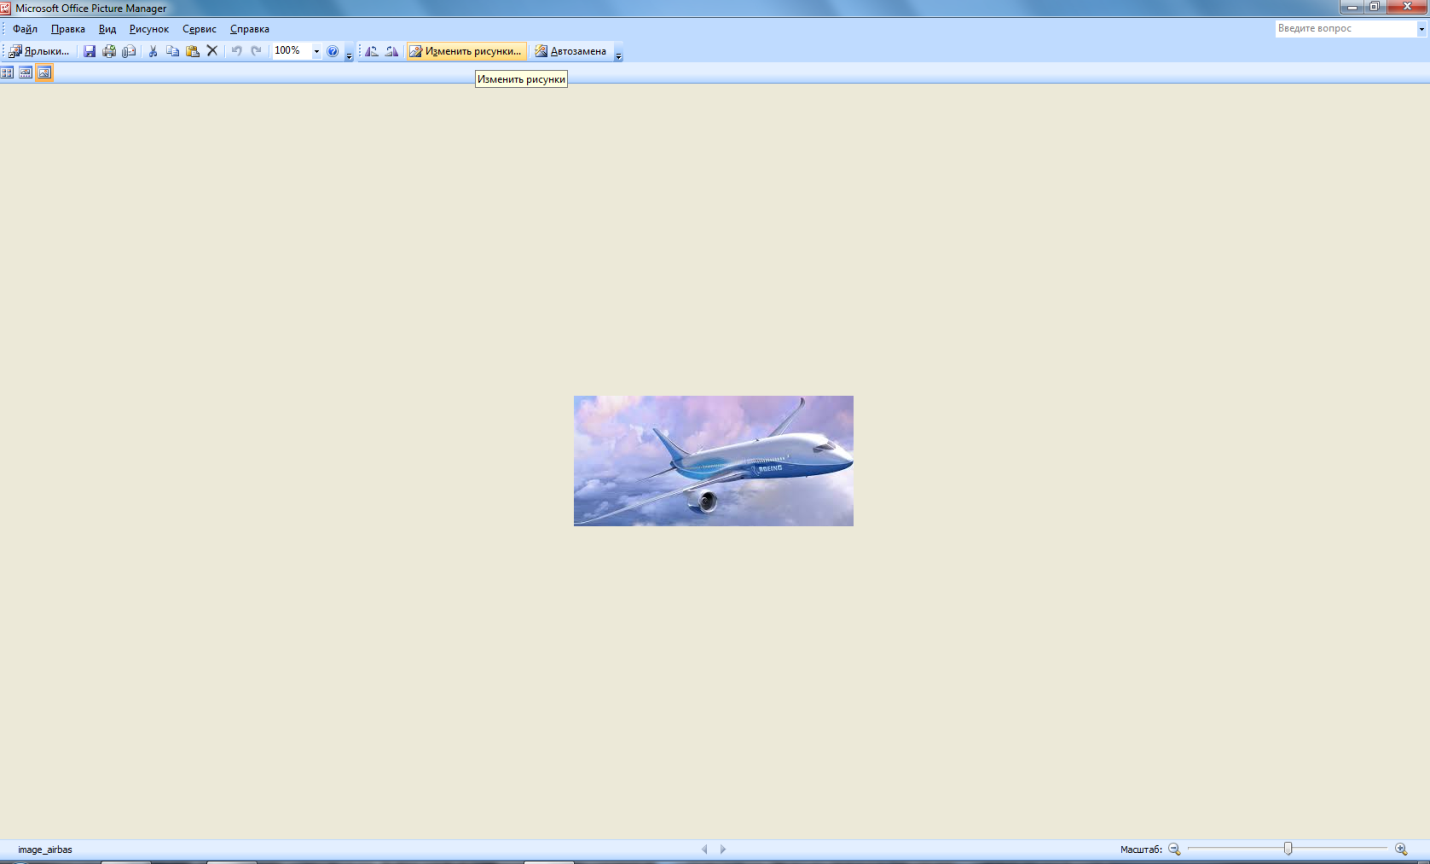 Microsoft Office Picture Manager
Файл Правка Вид Рисунок Сервис Справка
Введите вопрос
Ярлыки... 100% Изменить рисунки... Автозамена
Изменить рисунки
BOEING
image_airbas
Масштаб: